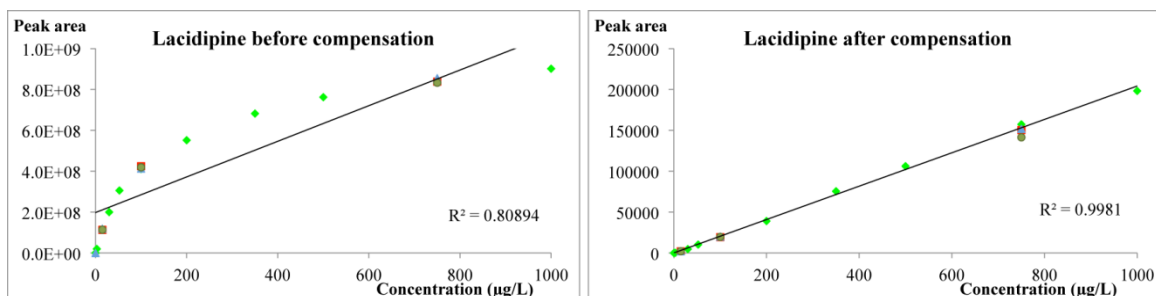 Peak area
Lacidipine before compensation
1.0E+09
8.0E+08
6.0E+08
4.0E+08
2.0E+08
0.0E+00
R² = 0.80894
0 200 400 600 800 1000
Concentration (µg/L)
Peak area
Lacidipine after compensation
250000
200000
150000
100000
50000
0
R² = 0.9981
0 200 400 600 800 1000
Concentration (µg/L)